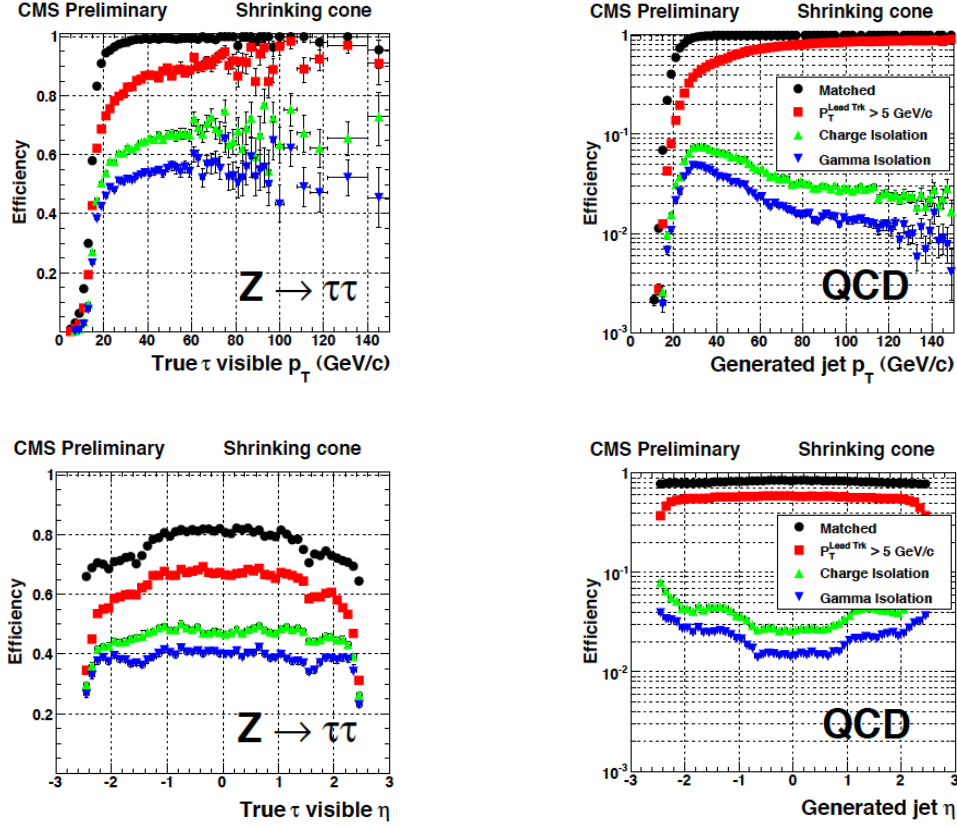 CMS Preliminary Shrinking cone
Efficiency
1
0.8
0.6
0.4
0.2
Z → ττ
0 20 40 60 80 100 120 140
True τ visible p_T (GeV/c)
CMS Preliminary Shrinking cone
Efficiency
1
10⁻¹
10⁻²
10⁻³
Matched
P_T^Lead Trk > 5 GeV/c
Charge Isolation
Gamma Isolation
QCD
0 20 40 60 80 100 120 140
Generated jet p_T (GeV/c)
CMS Preliminary Shrinking cone
Efficiency
1
0.8
0.6
0.4
0.2
Z → ττ
-3 -2 -1 0 1 2 3
True τ visible η
CMS Preliminary Shrinking cone
Efficiency
1
10⁻¹
10⁻²
10⁻³
Matched
P_T^Lead Trk > 5 GeV/c
Charge Isolation
Gamma Isolation
QCD
-3 -2 -1 0 1 2 3
Generated jet η